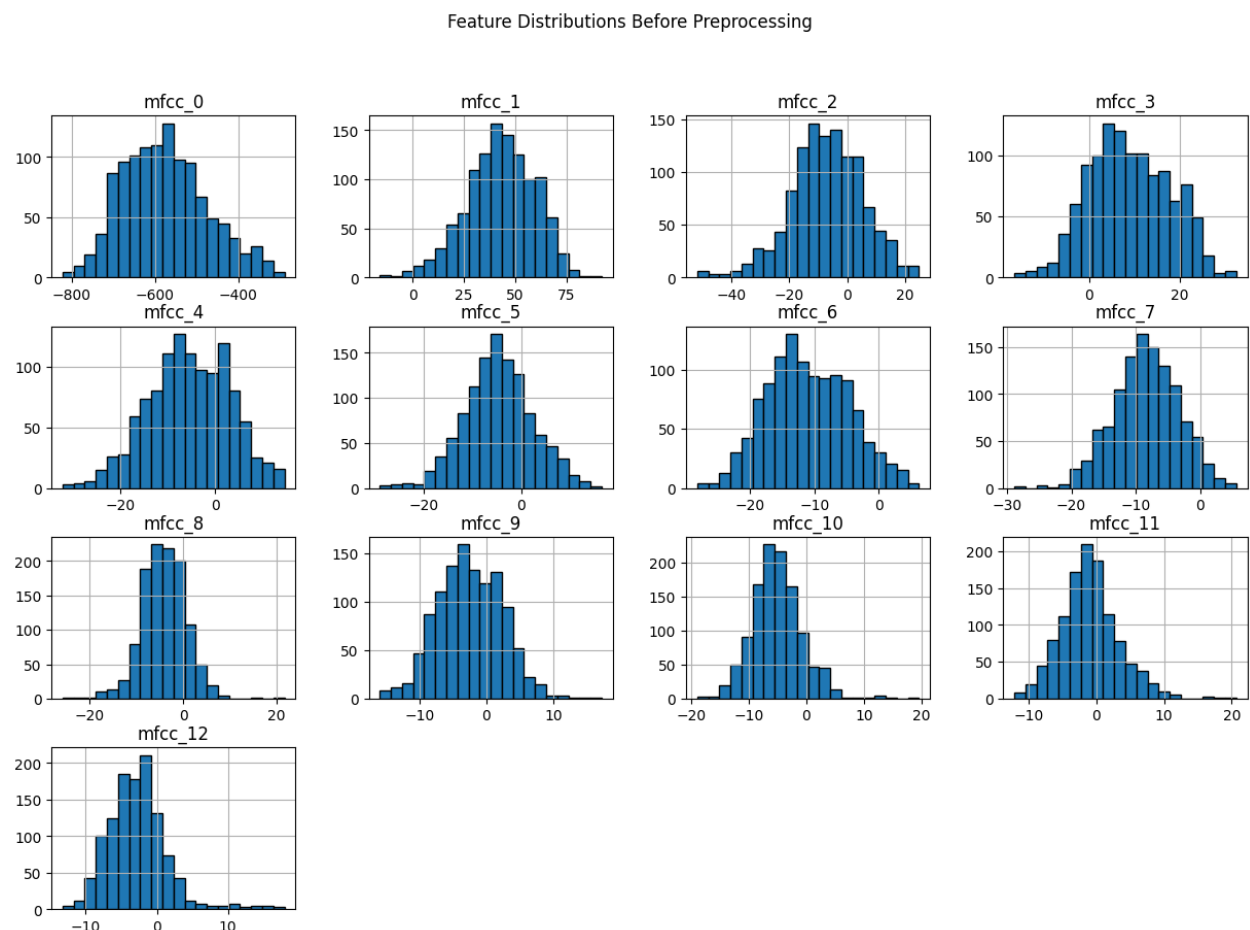 Feature Distributions Before Preprocessing
mfcc_0 mfcc_1 mfcc_2 mfcc_3
100 50 0 150 100 50 0 150 100 50 0 100 50 0
−800 −600 −400 0 25 50 75 −40 −20 0 20 0 20
mfcc_4 mfcc_5 mfcc_6 mfcc_7
100 50 0 150 100 50 0 100 50 0 150 100 50 0
−20 0 −20 0 −20 −10 0 −30 −20 −10 0
mfcc_8 mfcc_9 mfcc_10 mfcc_11
200 150 100 50 0 150 100 50 0 200 150 100 50 0 200 150 100 50 0
−20 0 20 −10 0 10 −20 −10 0 10 20 −10 0 10 20
mfcc_12
200 150 100 50 0
−10 0 10